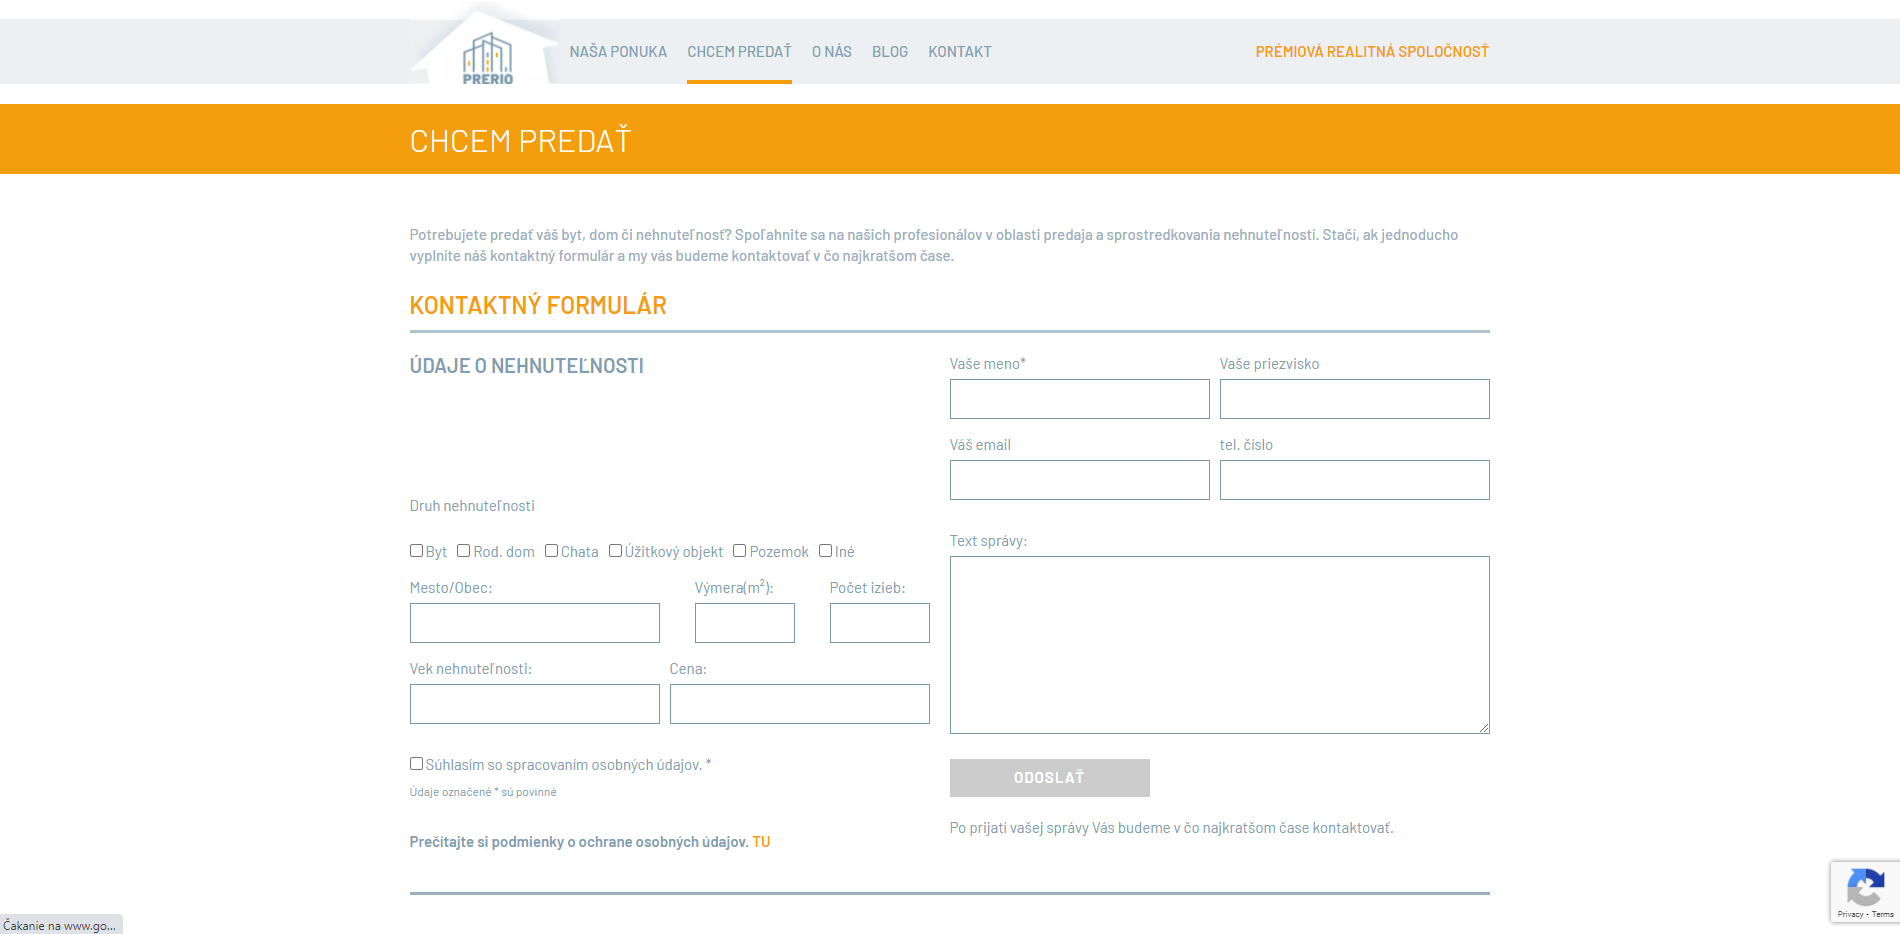 PRERIO
NAŠA PONUKA CHCEM PREDAŤ O NÁS BLOG KONTAKT
PRÉMIOVÁ REALITNÁ SPOLOČNOSŤ
CHCEM PREDAŤ
Potrebujete predať váš byt, dom či nehnuteľnosť? Spoľahnite sa na našich profesionálov v oblasti predaja a sprostredkovania nehnuteľností. Stačí, ak jednoducho
vyplníte náš kontaktný formulár a my vás budeme kontaktovať v čo najkratšom čase.
KONTAKTNÝ FORMULÁR
ÚDAJE O NEHNUTEĽNOSTI
Druh nehnuteľnosti
Byt Rod. dom Chata Úžitkový objekt Pozemok Iné
Mesto/Obec: Výmera(m²): Počet izieb:
Vek nehnuteľnosti: Cena:
Súhlasím so spracovaním osobných údajov. *
Údaje označené * sú povinné
Prečítajte si podmienky o ochrane osobných údajov. TU
Vaše meno* Vaše priezvisko
Váš email tel. číslo
Text správy:
ODOSLAŤ
Po prijatí vašej správy Vás budeme v čo najkratšom čase kontaktovať.
Privacy - Terms
Čakanie na www.go...